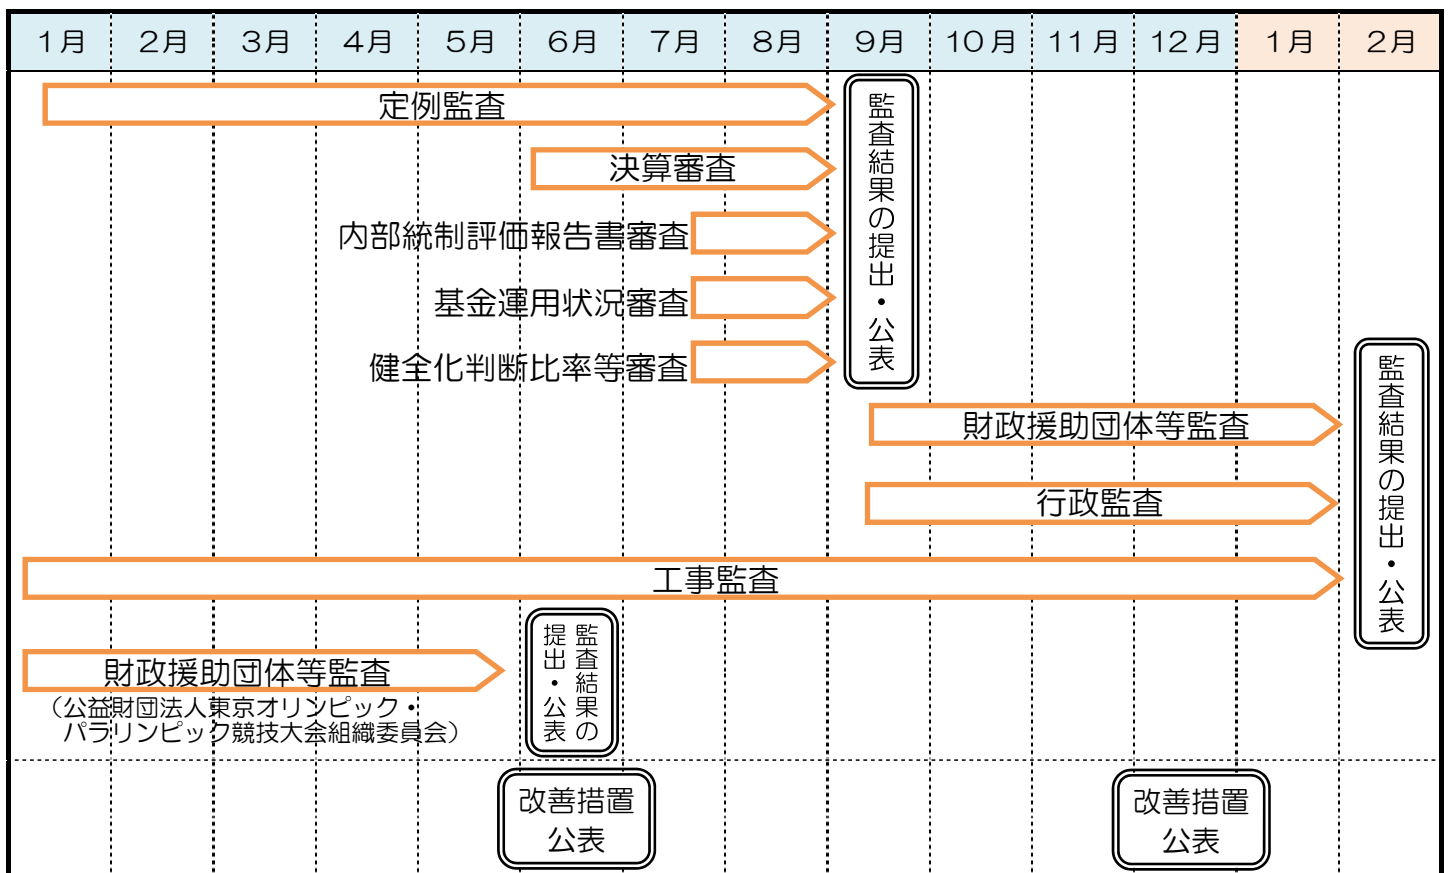 1月 2月 3月 4月 5月 6月 7月 8月 9月 10月 11月 12月 1月 2月
定例監査
決算審査
内部統制評価報告書審査
基金運用状況審査
健全化判断比率等審査
監査結果の提出・公表
財政援助団体等監査
行政監査
工事監査
監査結果の提出・公表
財政援助団体等監査
（公益財団法人東京オリンピック・
パラリンピック競技大会組織委員会）
監査結果の
提出・公表
改善措置
公表
改善措置
公表